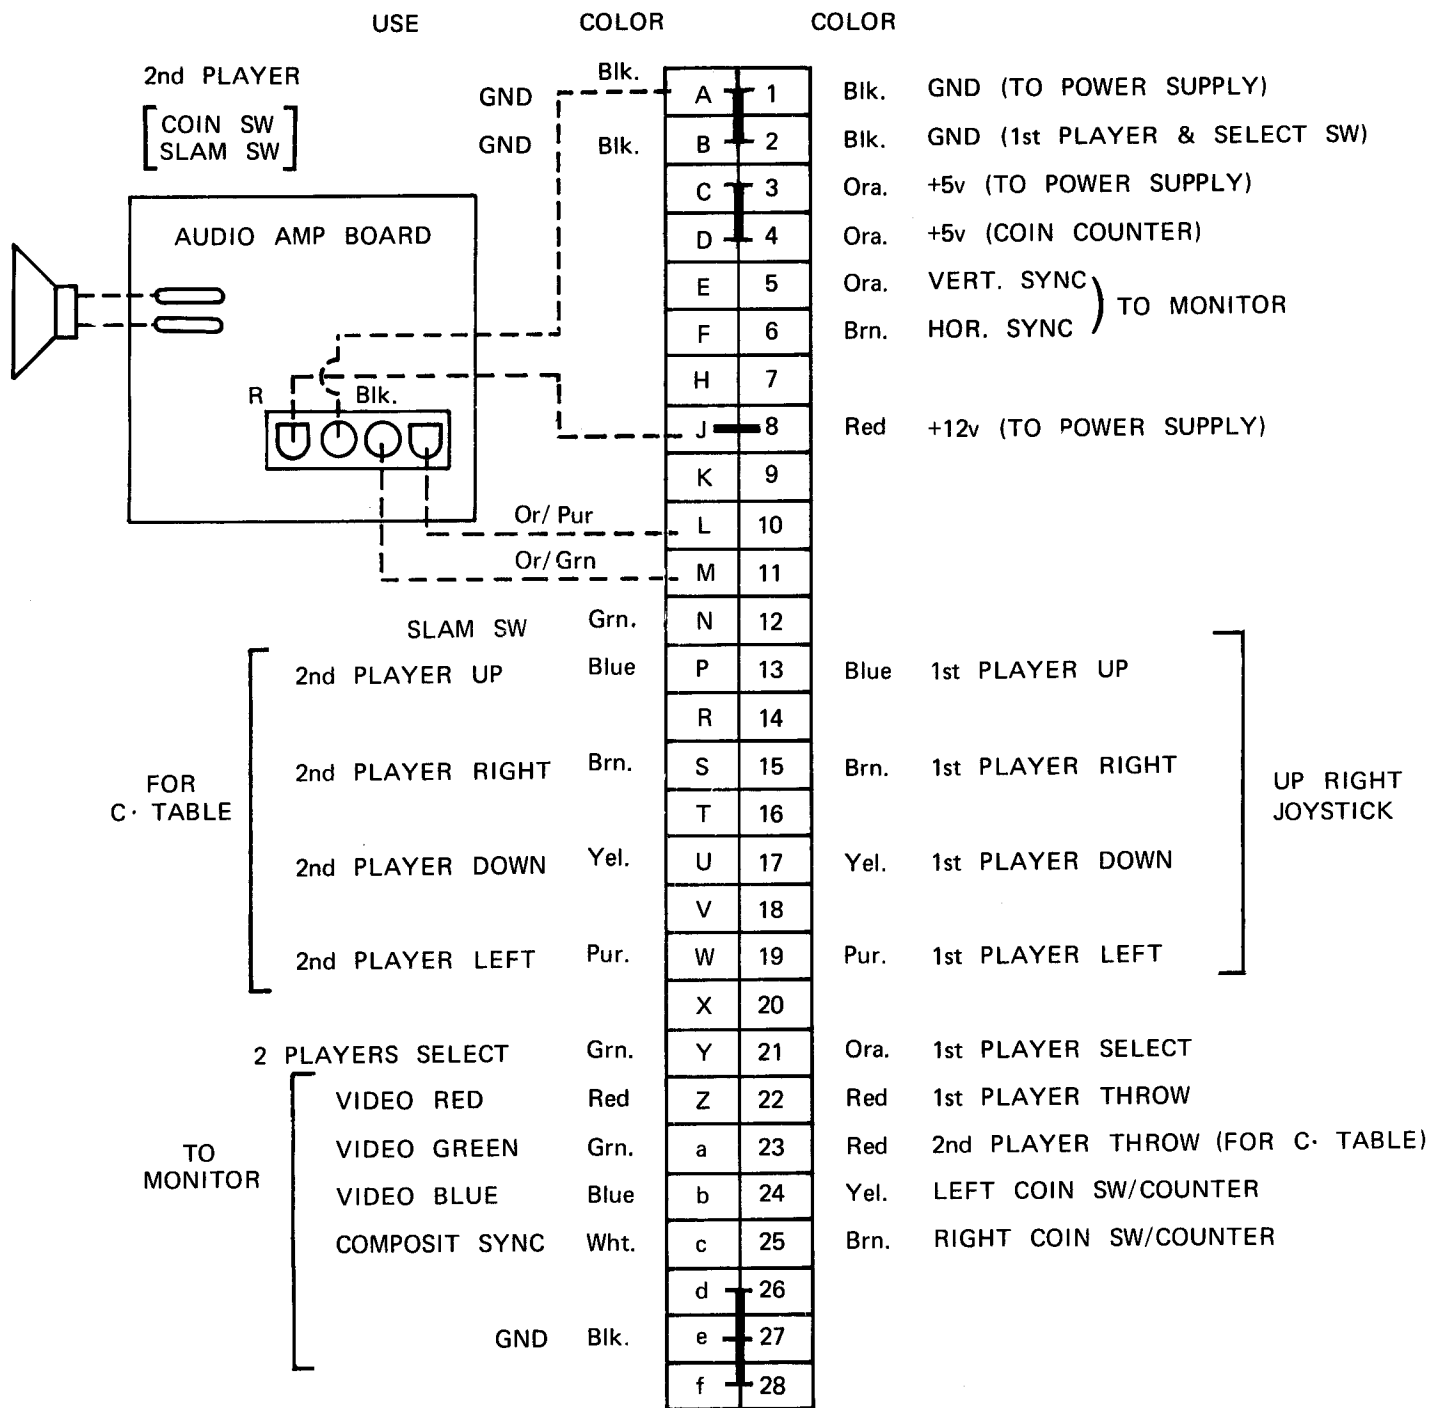 USE COLOR COLOR
2nd PLAYER
[COIN SW
SLAM SW]
GND Blk. A 1 Blk. GND (TO POWER SUPPLY)
GND Blk. B 2 Blk. GND (1st PLAYER & SELECT SW)
C 3 Ora. +5v (TO POWER SUPPLY)
AUDIO AMP BOARD
D 4 Ora. +5v (COIN COUNTER)
E 5 Ora. VERT. SYNC
) TO MONITOR
F 6 Brn. HOR. SYNC
H 7
R Blk.
J 8 Red +12v (TO POWER SUPPLY)
K 9
Or/Pur L 10
Or/Grn M 11
SLAM SW Grn. N 12
2nd PLAYER UP Blue P 13 Blue 1st PLAYER UP
R 14
2nd PLAYER RIGHT Brn. S 15 Brn. 1st PLAYER RIGHT
FOR
C· TABLE
UP RIGHT
JOYSTICK
T 16
2nd PLAYER DOWN Yel. U 17 Yel. 1st PLAYER DOWN
V 18
2nd PLAYER LEFT Pur. W 19 Pur. 1st PLAYER LEFT
X 20
2 PLAYERS SELECT Grn. Y 21 Ora. 1st PLAYER SELECT
VIDEO RED Red Z 22 Red 1st PLAYER THROW
VIDEO GREEN Grn. a 23 Red 2nd PLAYER THROW (FOR C· TABLE)
TO
MONITOR
VIDEO BLUE Blue b 24 Yel. LEFT COIN SW/COUNTER
COMPOSIT SYNC Wht. c 25 Brn. RIGHT COIN SW/COUNTER
d 26
GND Blk. e 27
f 28